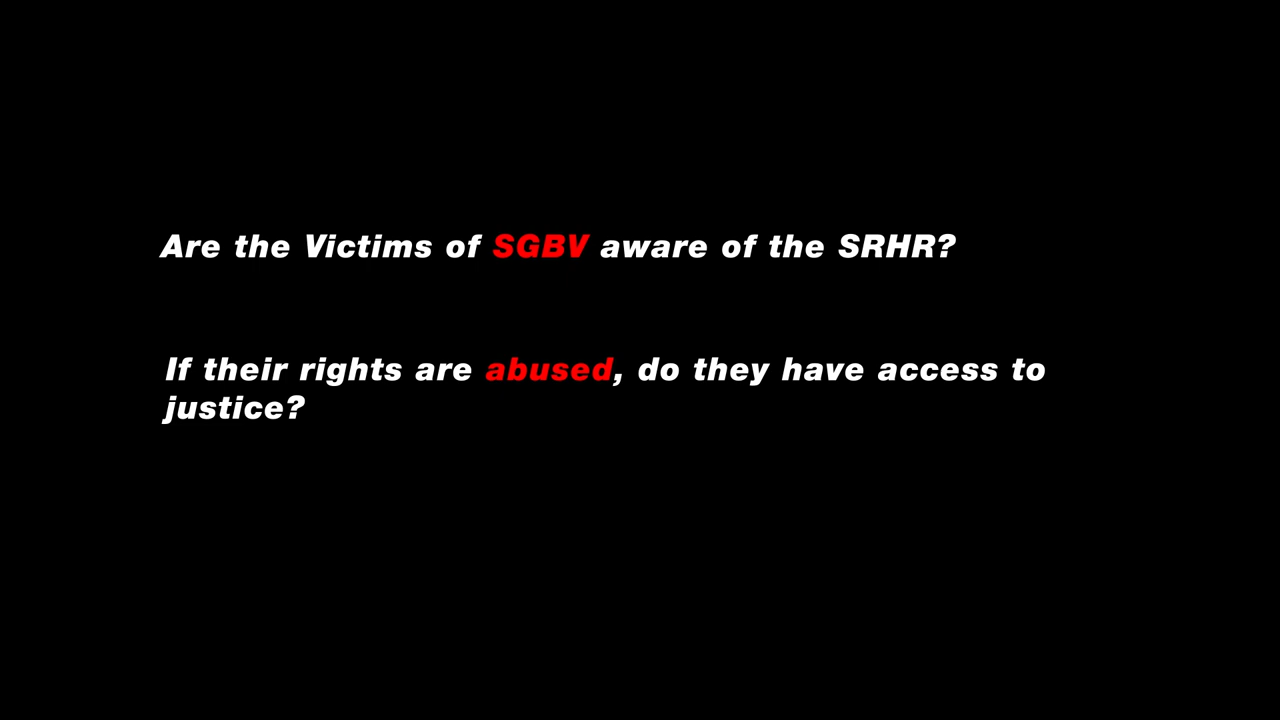 Are the Victims of SGBV aware of the SRHR?
If their rights are abused, do they have access to
justice?